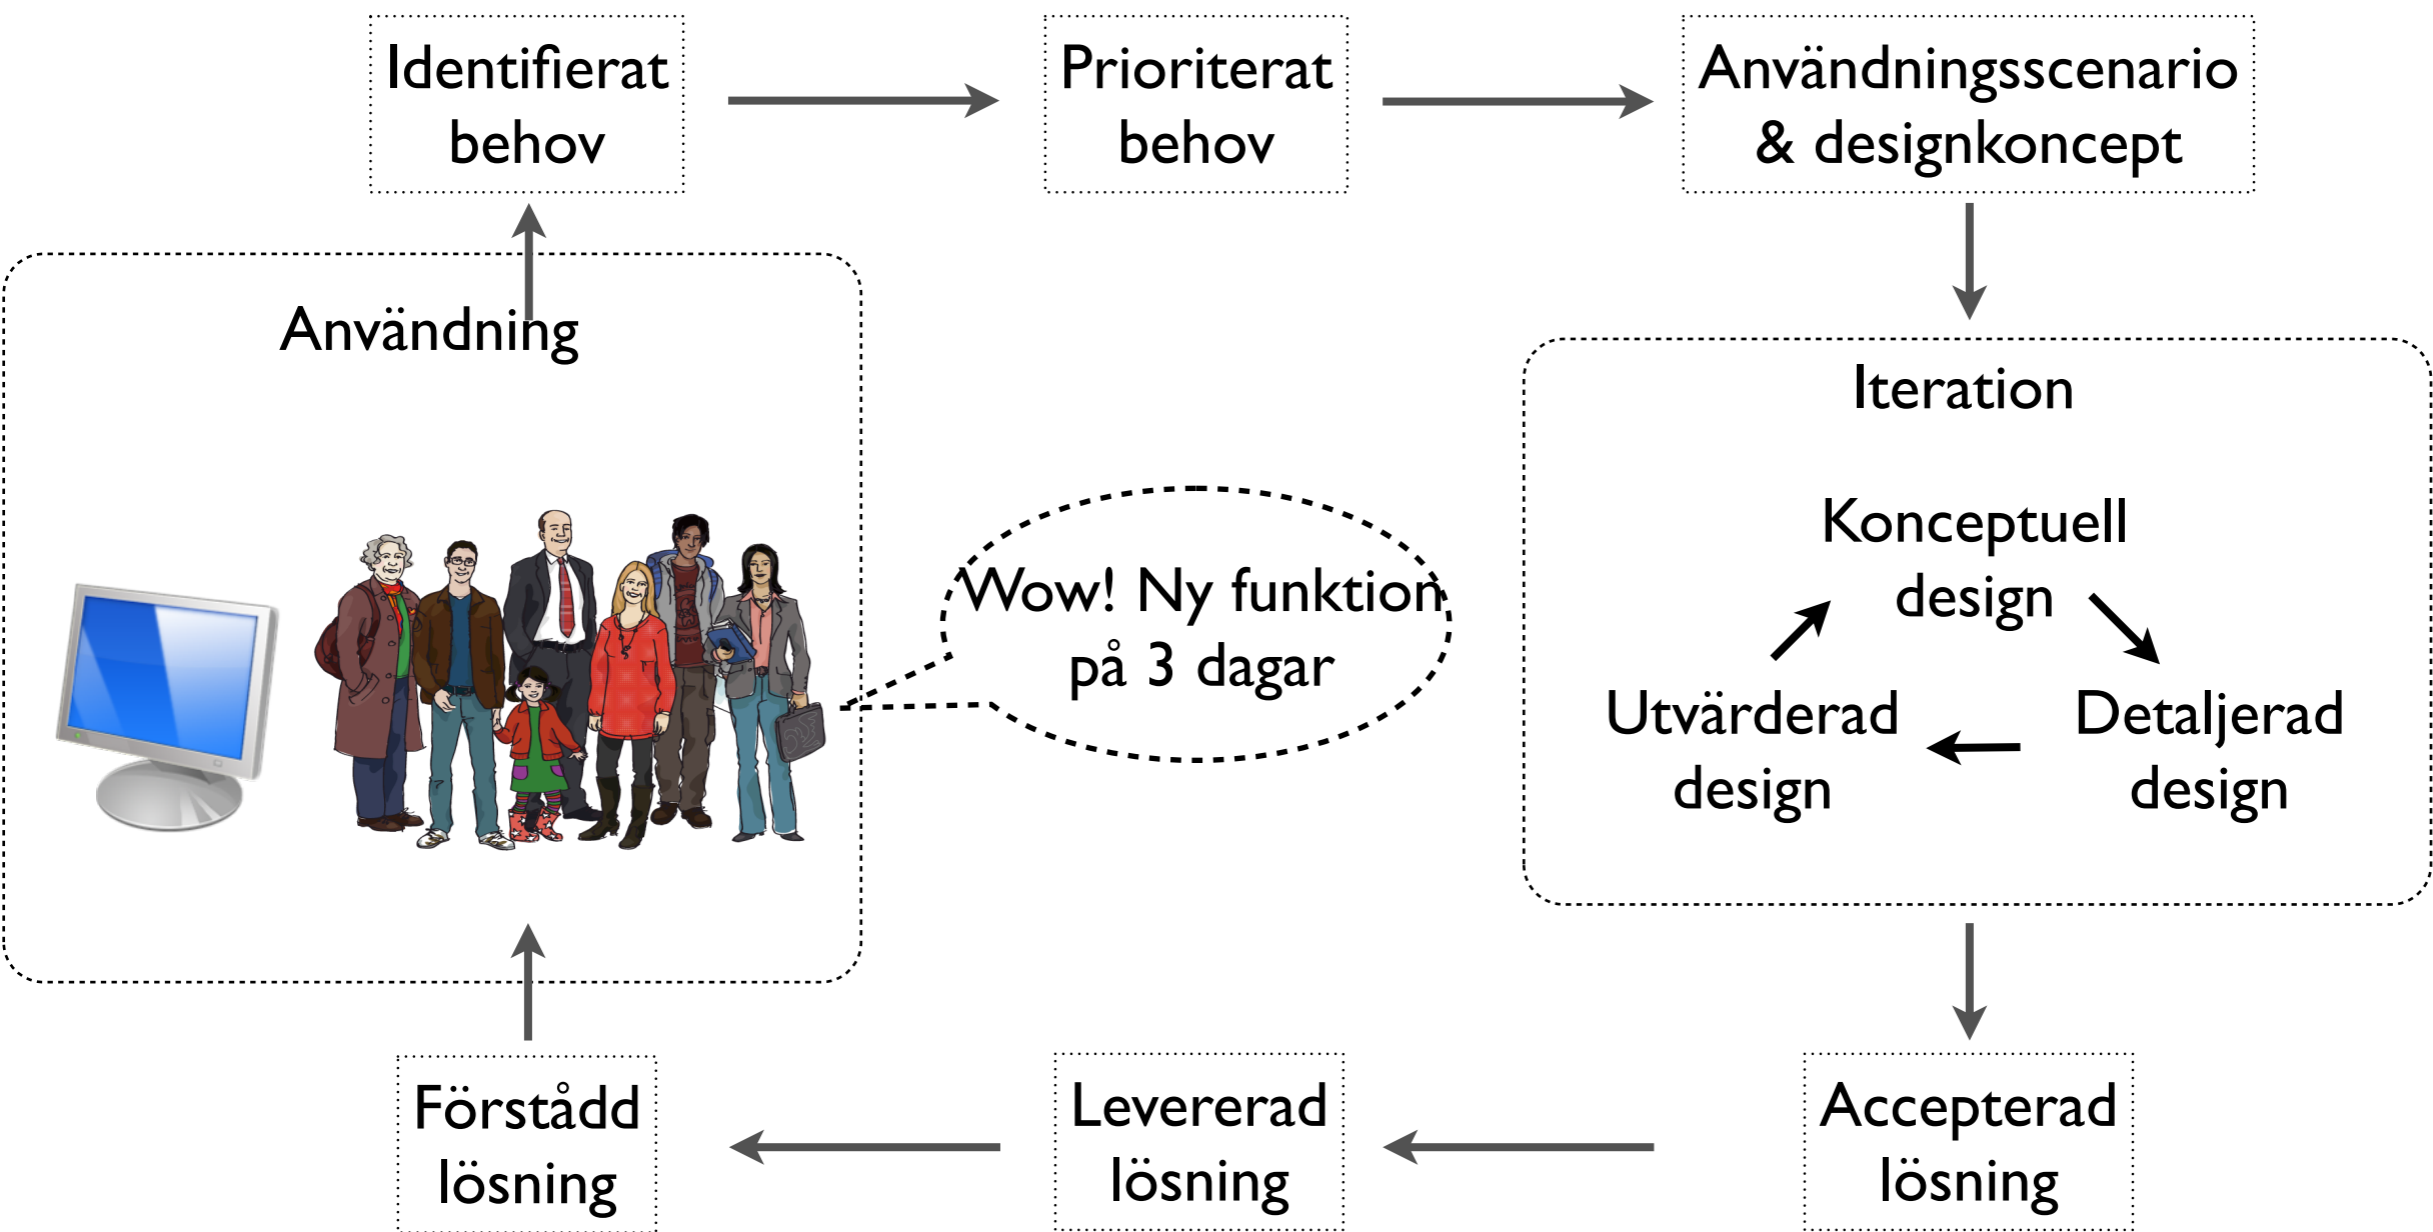 Identifierat
behov
Prioriterat
behov
Användningsscenario
& designkoncept
Användning
Iteration
Konceptuell
design
Wow! Ny funktion
på 3 dagar
Utvärderad
design
Detaljerad
design
Förstådd
lösning
Levererad
lösning
Accepterad
lösning